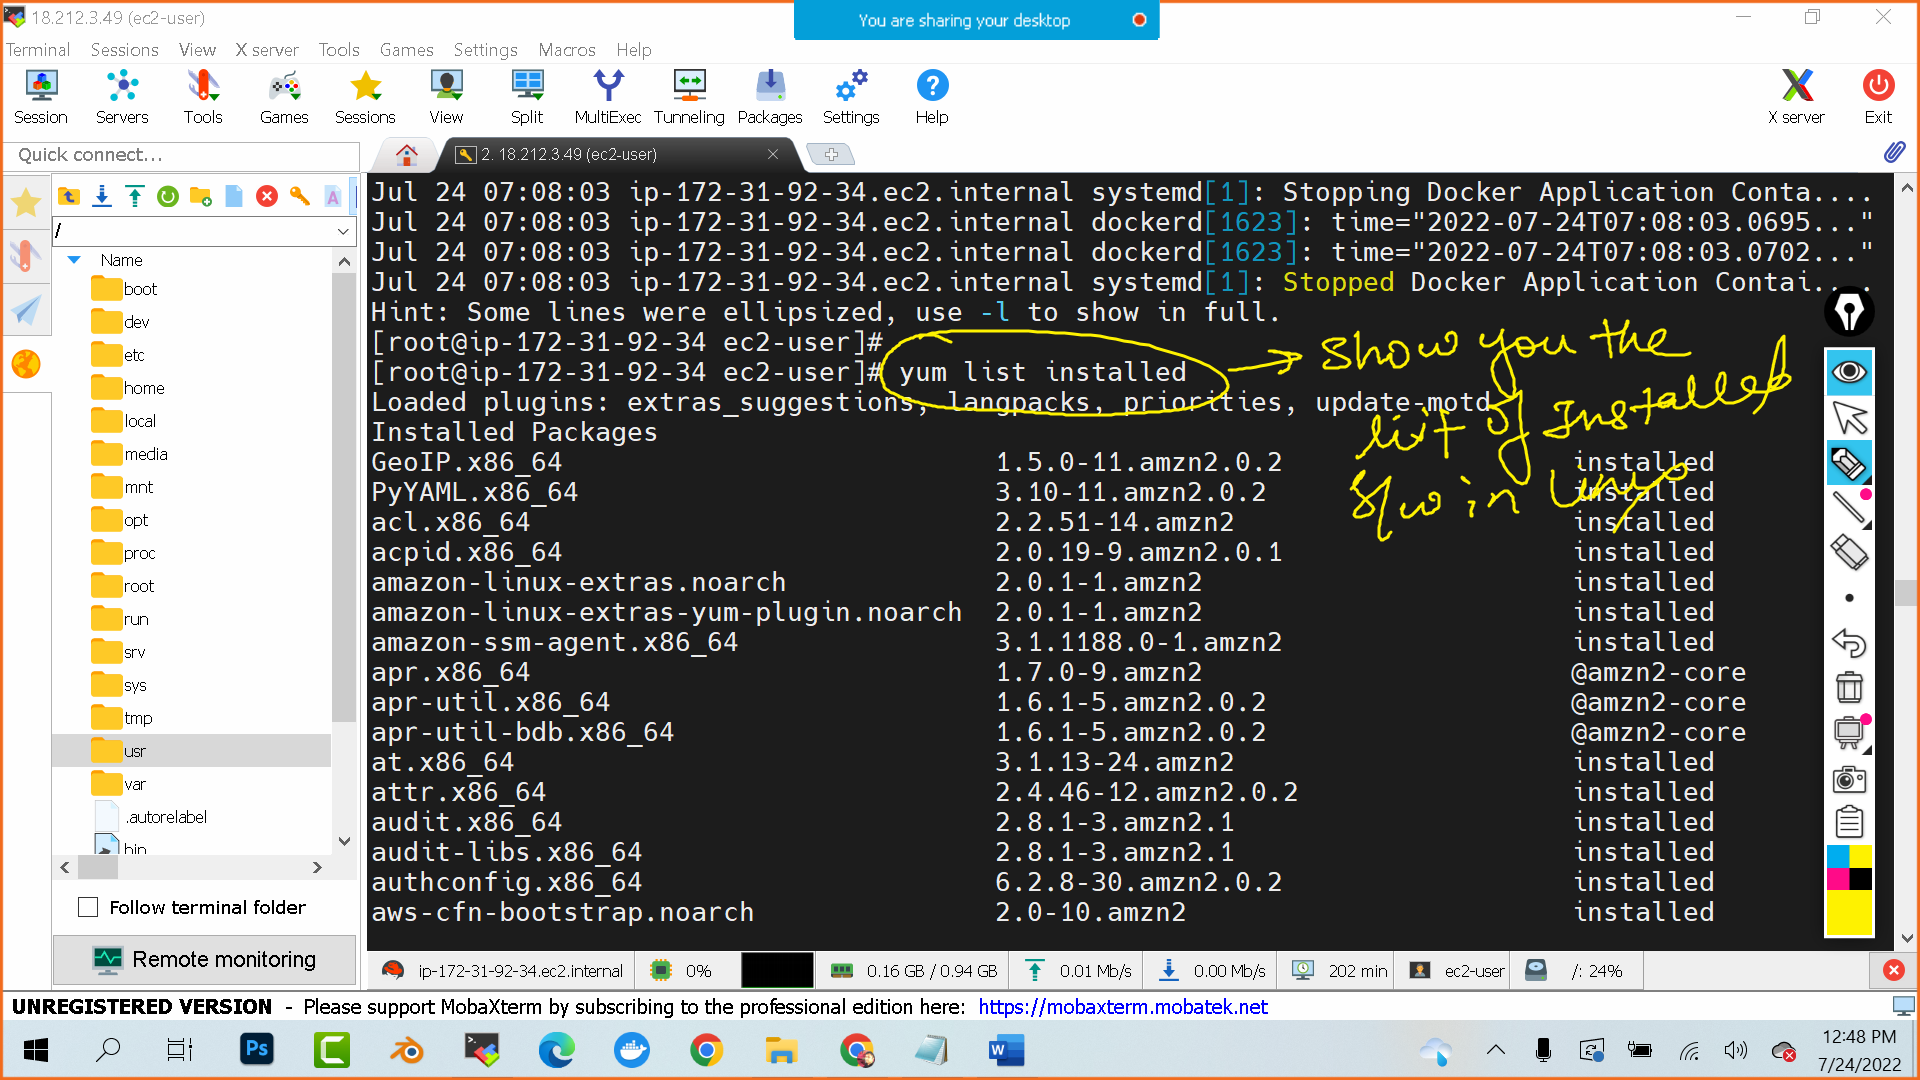 18.212.3.49 (ec2-user)
You are sharing your desktop
Terminal Sessions View X server Tools Games Settings Macros Help
Session Servers Tools Games Sessions View Split MultiExec Tunneling Packages Settings Help X server Exit
Quick connect...
2. 18.212.3.49 (ec2-user)
/
Name
boot
dev
etc
home
local
media
mnt
opt
proc
root
run
srv
sys
tmp
usr
var
.autorelabel
bin
Follow terminal folder
Remote monitoring
Jul 24 07:08:03 ip-172-31-92-34.ec2.internal systemd[1]: Stopping Docker Application Conta....
Jul 24 07:08:03 ip-172-31-92-34.ec2.internal dockerd[1623]: time="2022-07-24T07:08:03.0695..."
Jul 24 07:08:03 ip-172-31-92-34.ec2.internal dockerd[1623]: time="2022-07-24T07:08:03.0702..."
Jul 24 07:08:03 ip-172-31-92-34.ec2.internal systemd[1]: Stopped Docker Application Contai....
Hint: Some lines were ellipsized, use -l to show in full.
[root@ip-172-31-92-34 ec2-user]#
[root@ip-172-31-92-34 ec2-user]# yum list installed
Loaded plugins: extras_suggestions, langpacks, priorities, update-motd
Installed Packages
GeoIP.x86_64 1.5.0-11.amzn2.0.2 installed
PyYAML.x86_64 3.10-11.amzn2.0.2 installed
acl.x86_64 2.2.51-14.amzn2 installed
acpid.x86_64 2.0.19-9.amzn2.0.1 installed
amazon-linux-extras.noarch 2.0.1-1.amzn2 installed
amazon-linux-extras-yum-plugin.noarch 2.0.1-1.amzn2 installed
amazon-ssm-agent.x86_64 3.1.1188.0-1.amzn2 installed
apr.x86_64 1.7.0-9.amzn2 @amzn2-core
apr-util.x86_64 1.6.1-5.amzn2.0.2 @amzn2-core
apr-util-bdb.x86_64 1.6.1-5.amzn2.0.2 @amzn2-core
at.x86_64 3.1.13-24.amzn2 installed
attr.x86_64 2.4.46-12.amzn2.0.2 installed
audit.x86_64 2.8.1-3.amzn2.1 installed
audit-libs.x86_64 2.8.1-3.amzn2.1 installed
authconfig.x86_64 6.2.8-30.amzn2.0.2 installed
aws-cfn-bootstrap.noarch 2.0-10.amzn2 installed
show you the
list of Installed
S/w in Linux
ip-172-31-92-34.ec2.internal 0% 0.16 GB / 0.94 GB 0.01 Mb/s 0.00 Mb/s 202 min ec2-user /: 24%
UNREGISTERED VERSION - Please support MobaXterm by subscribing to the professional edition here: https://mobaxterm.mobatek.net
Ps
C
W
12:48 PM
7/24/2022